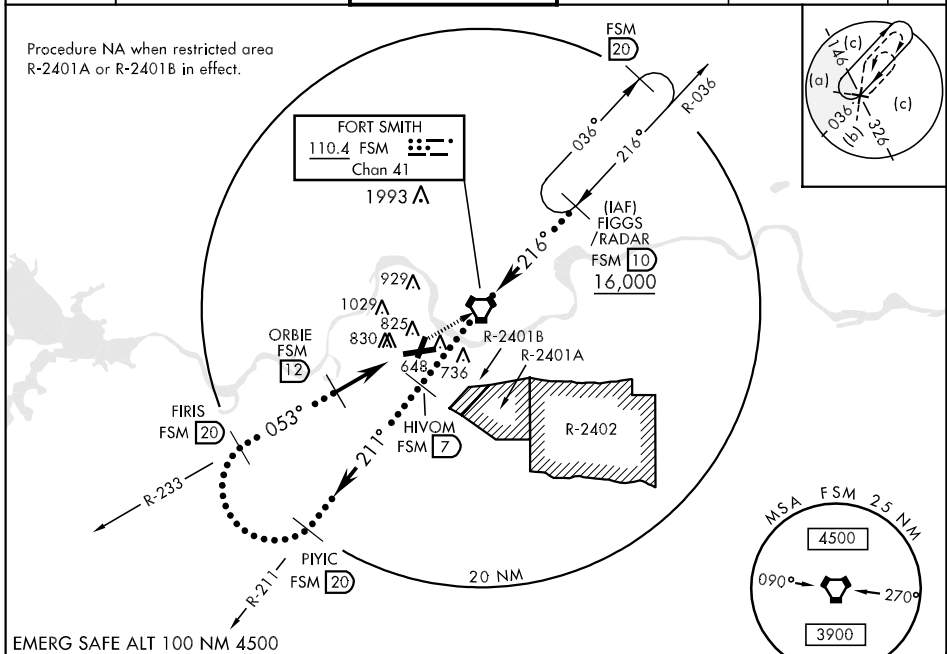 Procedure NA when restricted area
R-2401A or R-2401B in effect.
FSM
20
R-036
036°
216°
146
(c)
(a)
(c)
036
(b)
326
FORT SMITH
110.4 FSM
Chan 41
1993
(IAF)
FIGGS
/RADAR
FSM 10
16,000
216°
929
1029
825
830
648
736
ORBIE
FSM
12
R-2401B
R-2401A
R-2402
HIVOM
FSM 7
FIRIS
FSM 20
053°
211°
R-233
PIYIC
FSM 20
R-211
20 NM
MSA FSM 25 NM
4500
090°
270°
3900
EMERG SAFE ALT 100 NM 4500